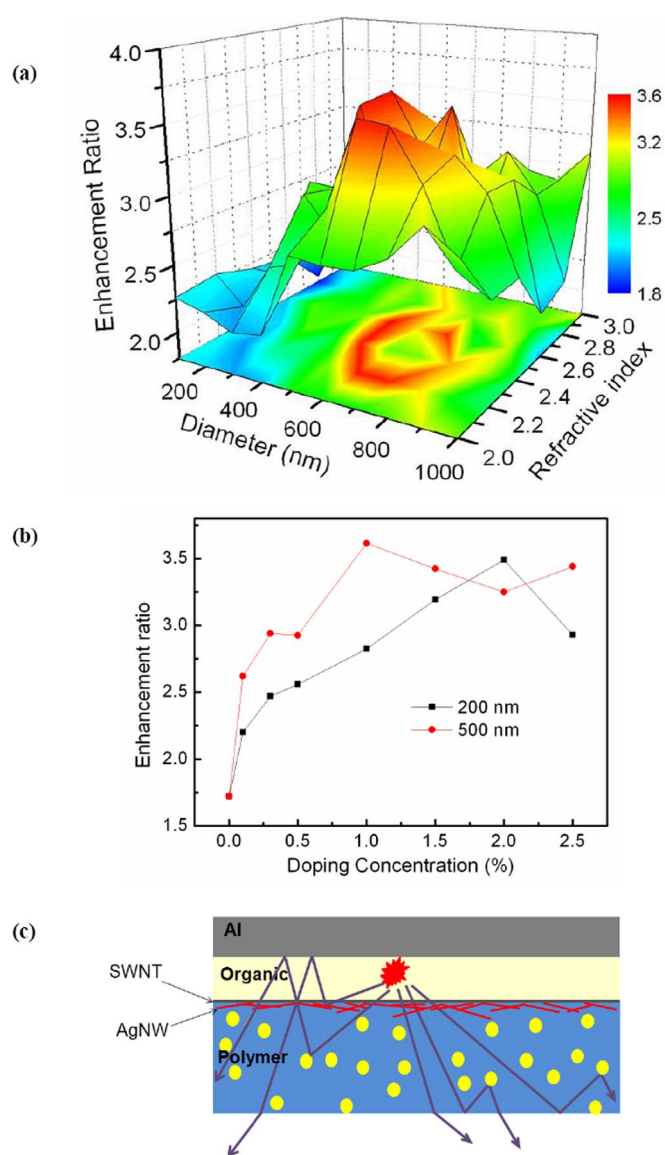 (a)
4.0
3.5
3.0
2.5
2.0
Enhancement Ratio
200
400
600
800
1000
Diameter (nm)
2.0
2.2
2.4
2.6
2.8
3.0
Refractive index
3.6
3.2
2.5
1.8
(b)
3.5
3.0
2.5
2.0
1.5
Enhancement ratio
200 nm
500 nm
0.0 0.5 1.0 1.5 2.0 2.5
Doping Concentration (%)
(c)
Al
Organic
SWNT
AgNW
Polymer